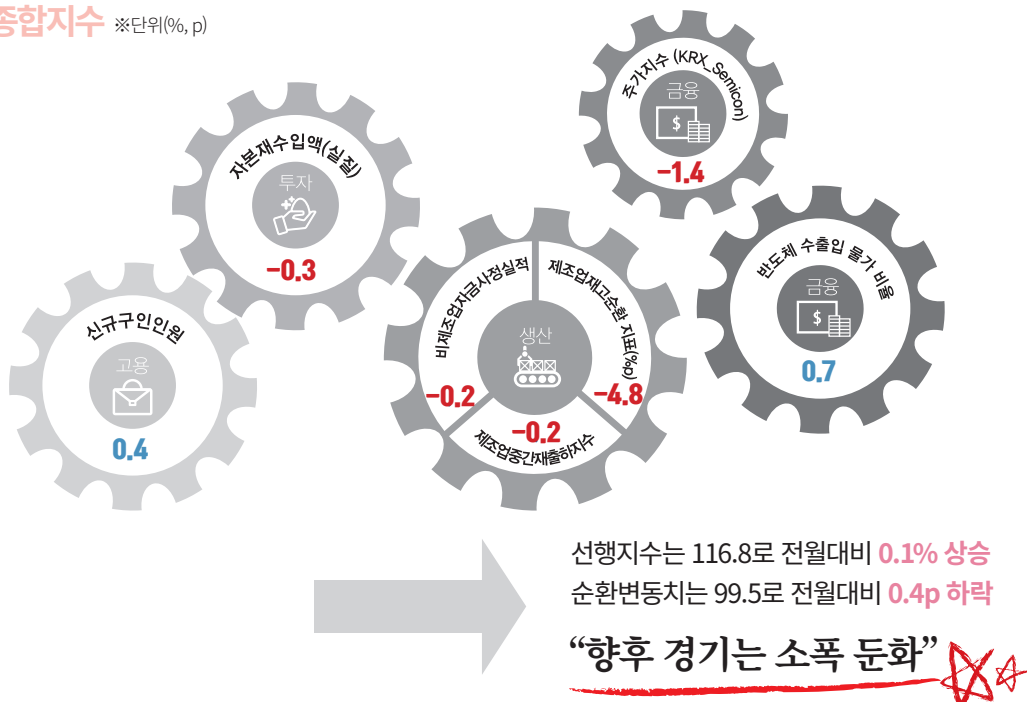 종합지수 ※단위(%, p)
주가지수 (KRX_Semicon)
금융
$
-1.4
자본재수입액(실질)
투자
-0.3
반도체 수출입 물가 비율
금융
$
0.7
비제조업자금사정실적
-0.2
제조업재고순환 지표(%p)
-4.8
생산
-0.2
제조업중간재출하지수
신규구인인원
고용
0.4
선행지수는 116.8로 전월대비 0.1% 상승
순환변동치는 99.5로 전월대비 0.4p 하락
“향후 경기는 소폭 둔화”